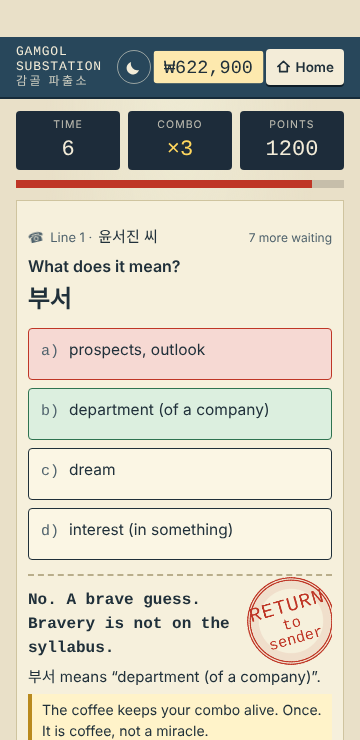 GAMGOL
SUBSTATION
감골 파출소
₩622,900
Home
TIME
6
COMBO
×3
POINTS
1200
☎ Line 1 · 윤서진 씨
7 more waiting
What does it mean?
부서
a) prospects, outlook
b) department (of a company)
c) dream
d) interest (in something)
No. A brave guess.
Bravery is not on the
syllabus.
RETURN
to
sender
부서 means “department (of a company)”.
The coffee keeps your combo alive. Once.
It is coffee, not a miracle.